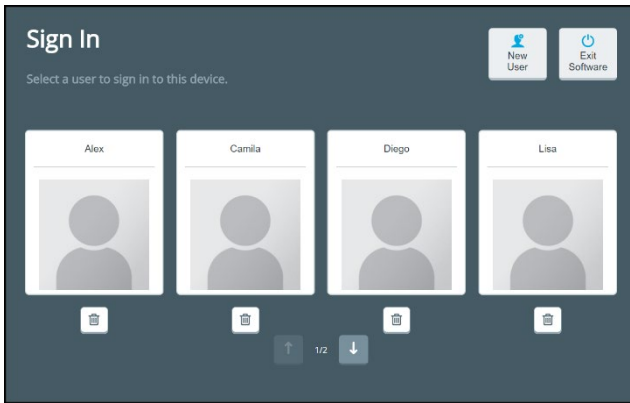 Sign In
Select a user to sign in to this device.
New
User
Exit
Software
Alex
Camila
Diego
Lisa
1/2